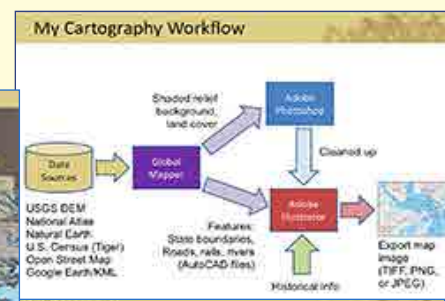 My Cartography Workflow
Shaded relief
background,
land cover
Adobe
Photoshop
Data
Sources
Global
Mapper
Cleaned up
Adobe
Illustrator
USGS DEM
National Atlas
Natural Earth
U.S. Census (Tiger)
Open Street Map
Google Earth/KML
Features:
State boundaries,
Roads, rails, rivers
(AutoCAD files)
Historical info
Export map
image
(TIFF, PNG,
or JPEG)